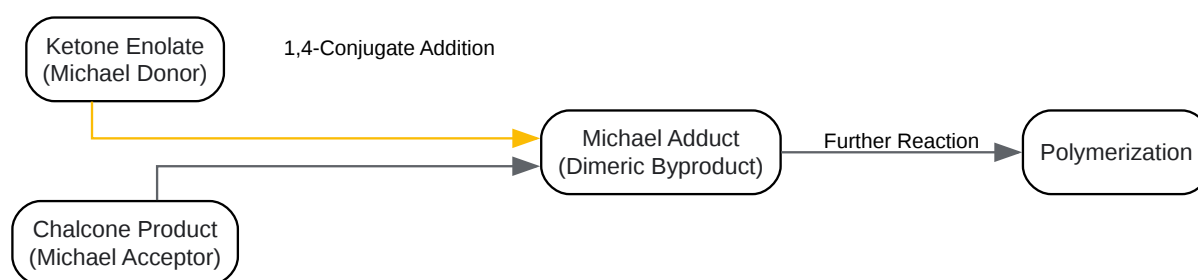 Ketone Enolate
(Michael Donor)
1,4-Conjugate Addition
Michael Adduct
(Dimeric Byproduct)
Further Reaction
Polymerization
Chalcone Product
(Michael Acceptor)